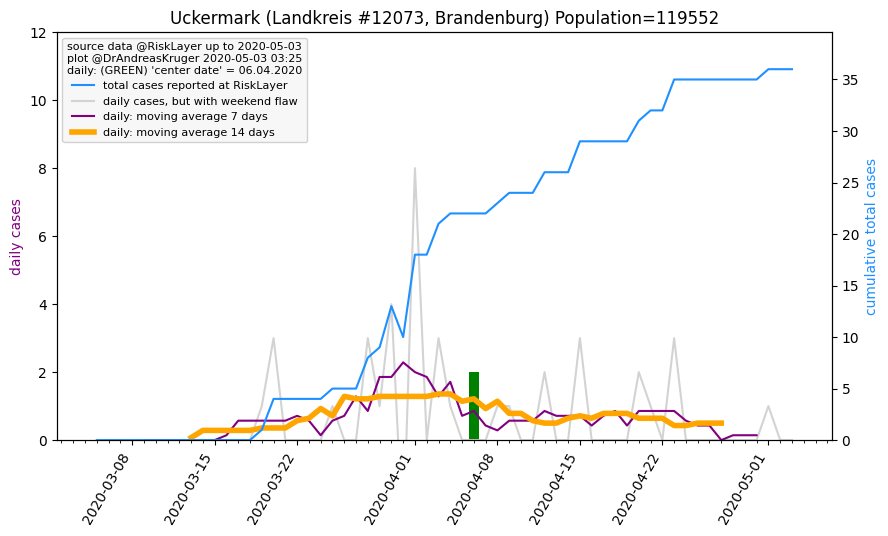 Uckermark (Landkreis #12073, Brandenburg) Population=119552
source data @RiskLayer up to 2020-05-03
plot @DrAndreasKruger 2020-05-03 03:25
daily: (GREEN) 'center date' = 06.04.2020
total cases reported at RiskLayer
daily cases, but with weekend flaw
daily: moving average 7 days
daily: moving average 14 days
daily cases
12
10
8
6
4
2
0
35
30
25
20
15
10
5
0
cumulative total cases
2020-03-08
2020-03-15
2020-03-22
2020-04-01
2020-04-08
2020-04-15
2020-04-22
2020-05-01